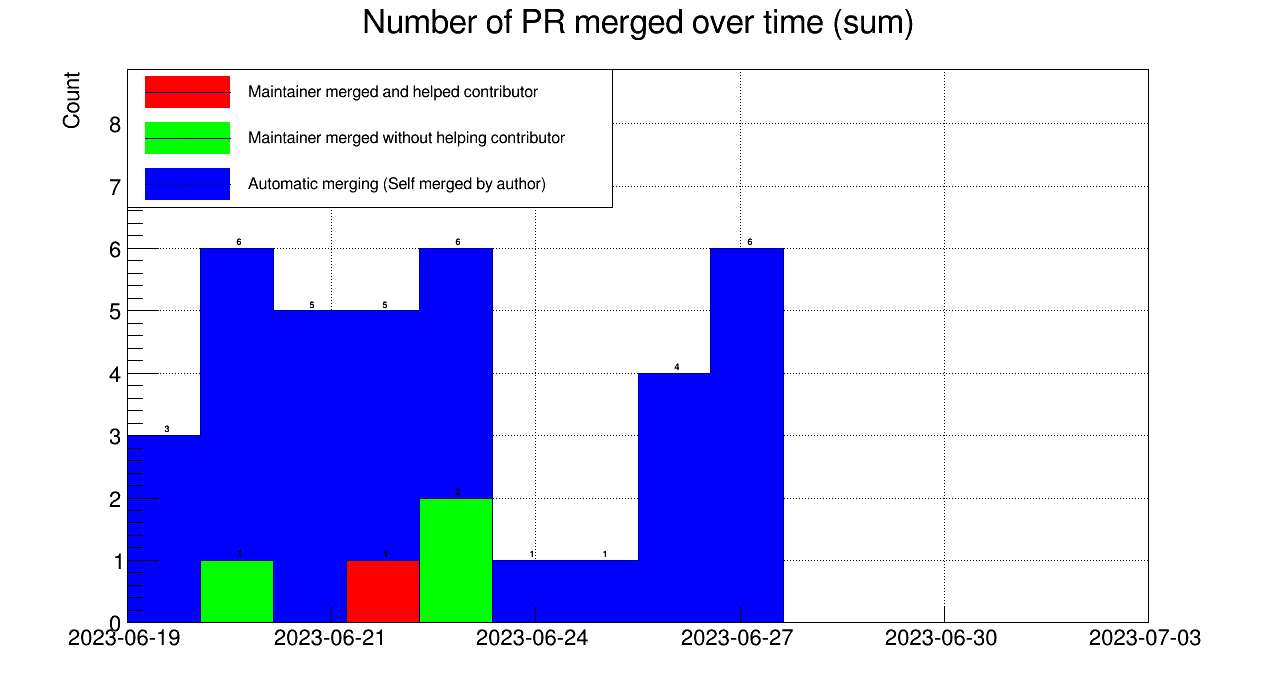 Number of PR merged over time (sum)
Count
Maintainer merged and helped contributor
Maintainer merged without helping contributor
Automatic merging (Self merged by author)
8
7
6
5
4
3
2
1
0
6 6 6
5 5
4
3
2
1 1 1 1
2023-06-19 2023-06-21 2023-06-24 2023-06-27 2023-06-30 2023-07-03